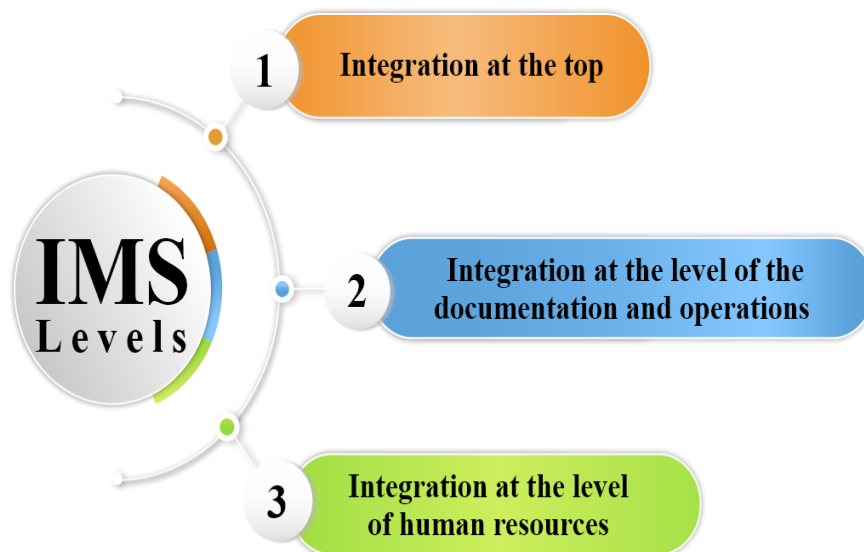 IMS
Levels
1
Integration at the top
2
Integration at the level of the
documentation and operations
3
Integration at the level
of human resources